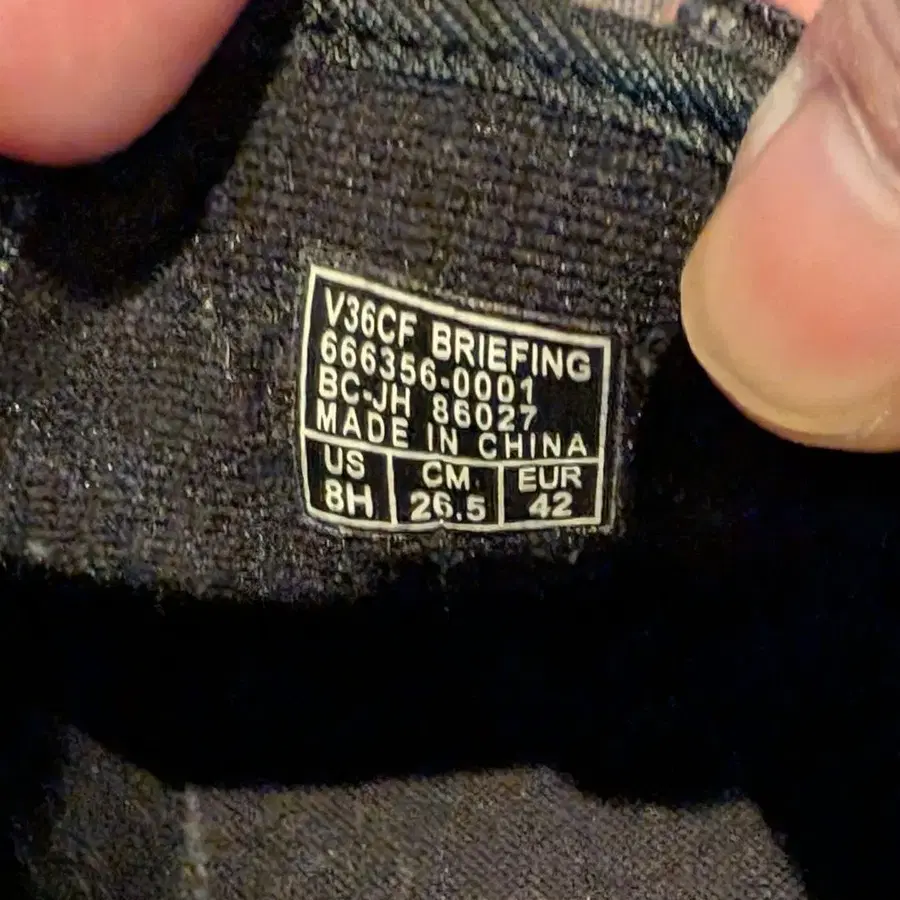 V36CF BRIEFING
666356-0001
BC-JH 86027
MADE IN CHINA
US CM EUR
8H 26.5 42